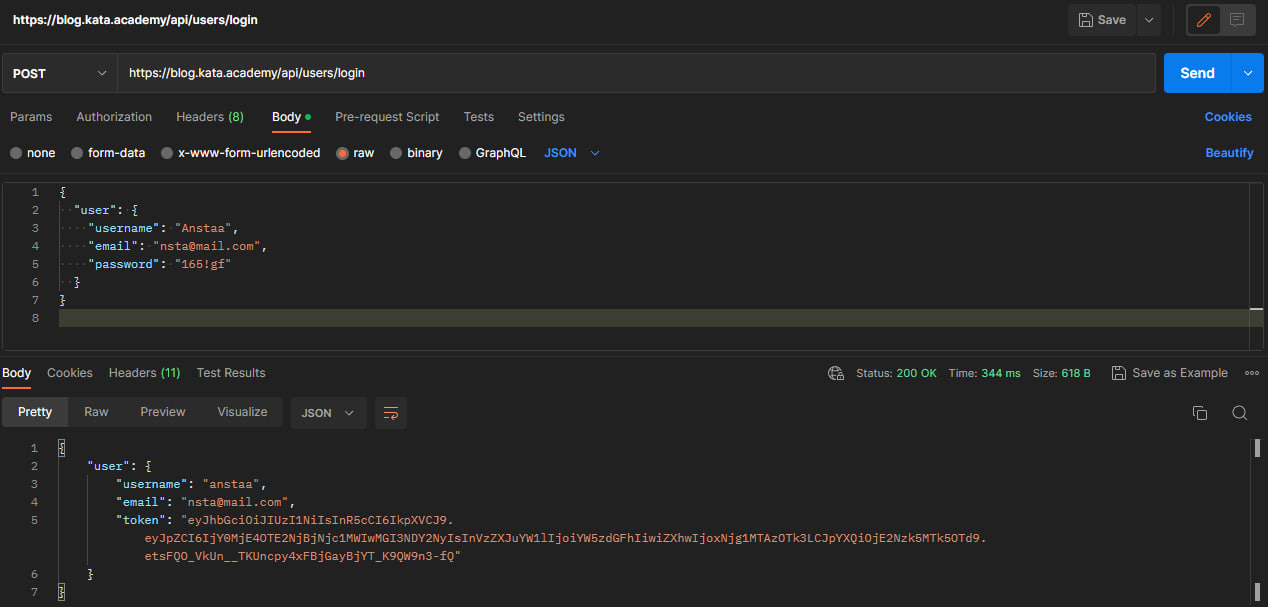 https://blog.kata.academy/api/users/login
Save
POST https://blog.kata.academy/api/users/login Send
Params Authorization Headers (8) Body Pre-request Script Tests Settings Cookies
none form-data x-www-form-urlencoded raw binary GraphQL JSON Beautify
1 {
2 "user": {
3 "username": "Anstaa",
4 "email": "nsta@mail.com",
5 "password": "165!gf"
6 }
7 }
8
Body Cookies Headers (11) Test Results Status: 200 OK Time: 344 ms Size: 618 B Save as Example
Pretty Raw Preview Visualize JSON
1 {
2 "user": {
3 "username": "anstaa",
4 "email": "nsta@mail.com",
5 "token": "eyJhbGciOiJIUzI1NiIsInR5cCI6IkpXVCJ9.
eyJpZCI6IjY0MjE4OTE2NjBjNjc1MWIwMGI3NDY2NyIsInVzZXJuYW1lIjoiYW5zdGFhIiwiZXhwIjoxNjg1MTAzOTk3LCJpYXQiOjE2Nzk5MTk5OTd9.
etsFQO_VkUn__TKUncpy4xFBjGayBjYT_K9QW9n3-fQ"
6 }
7 }